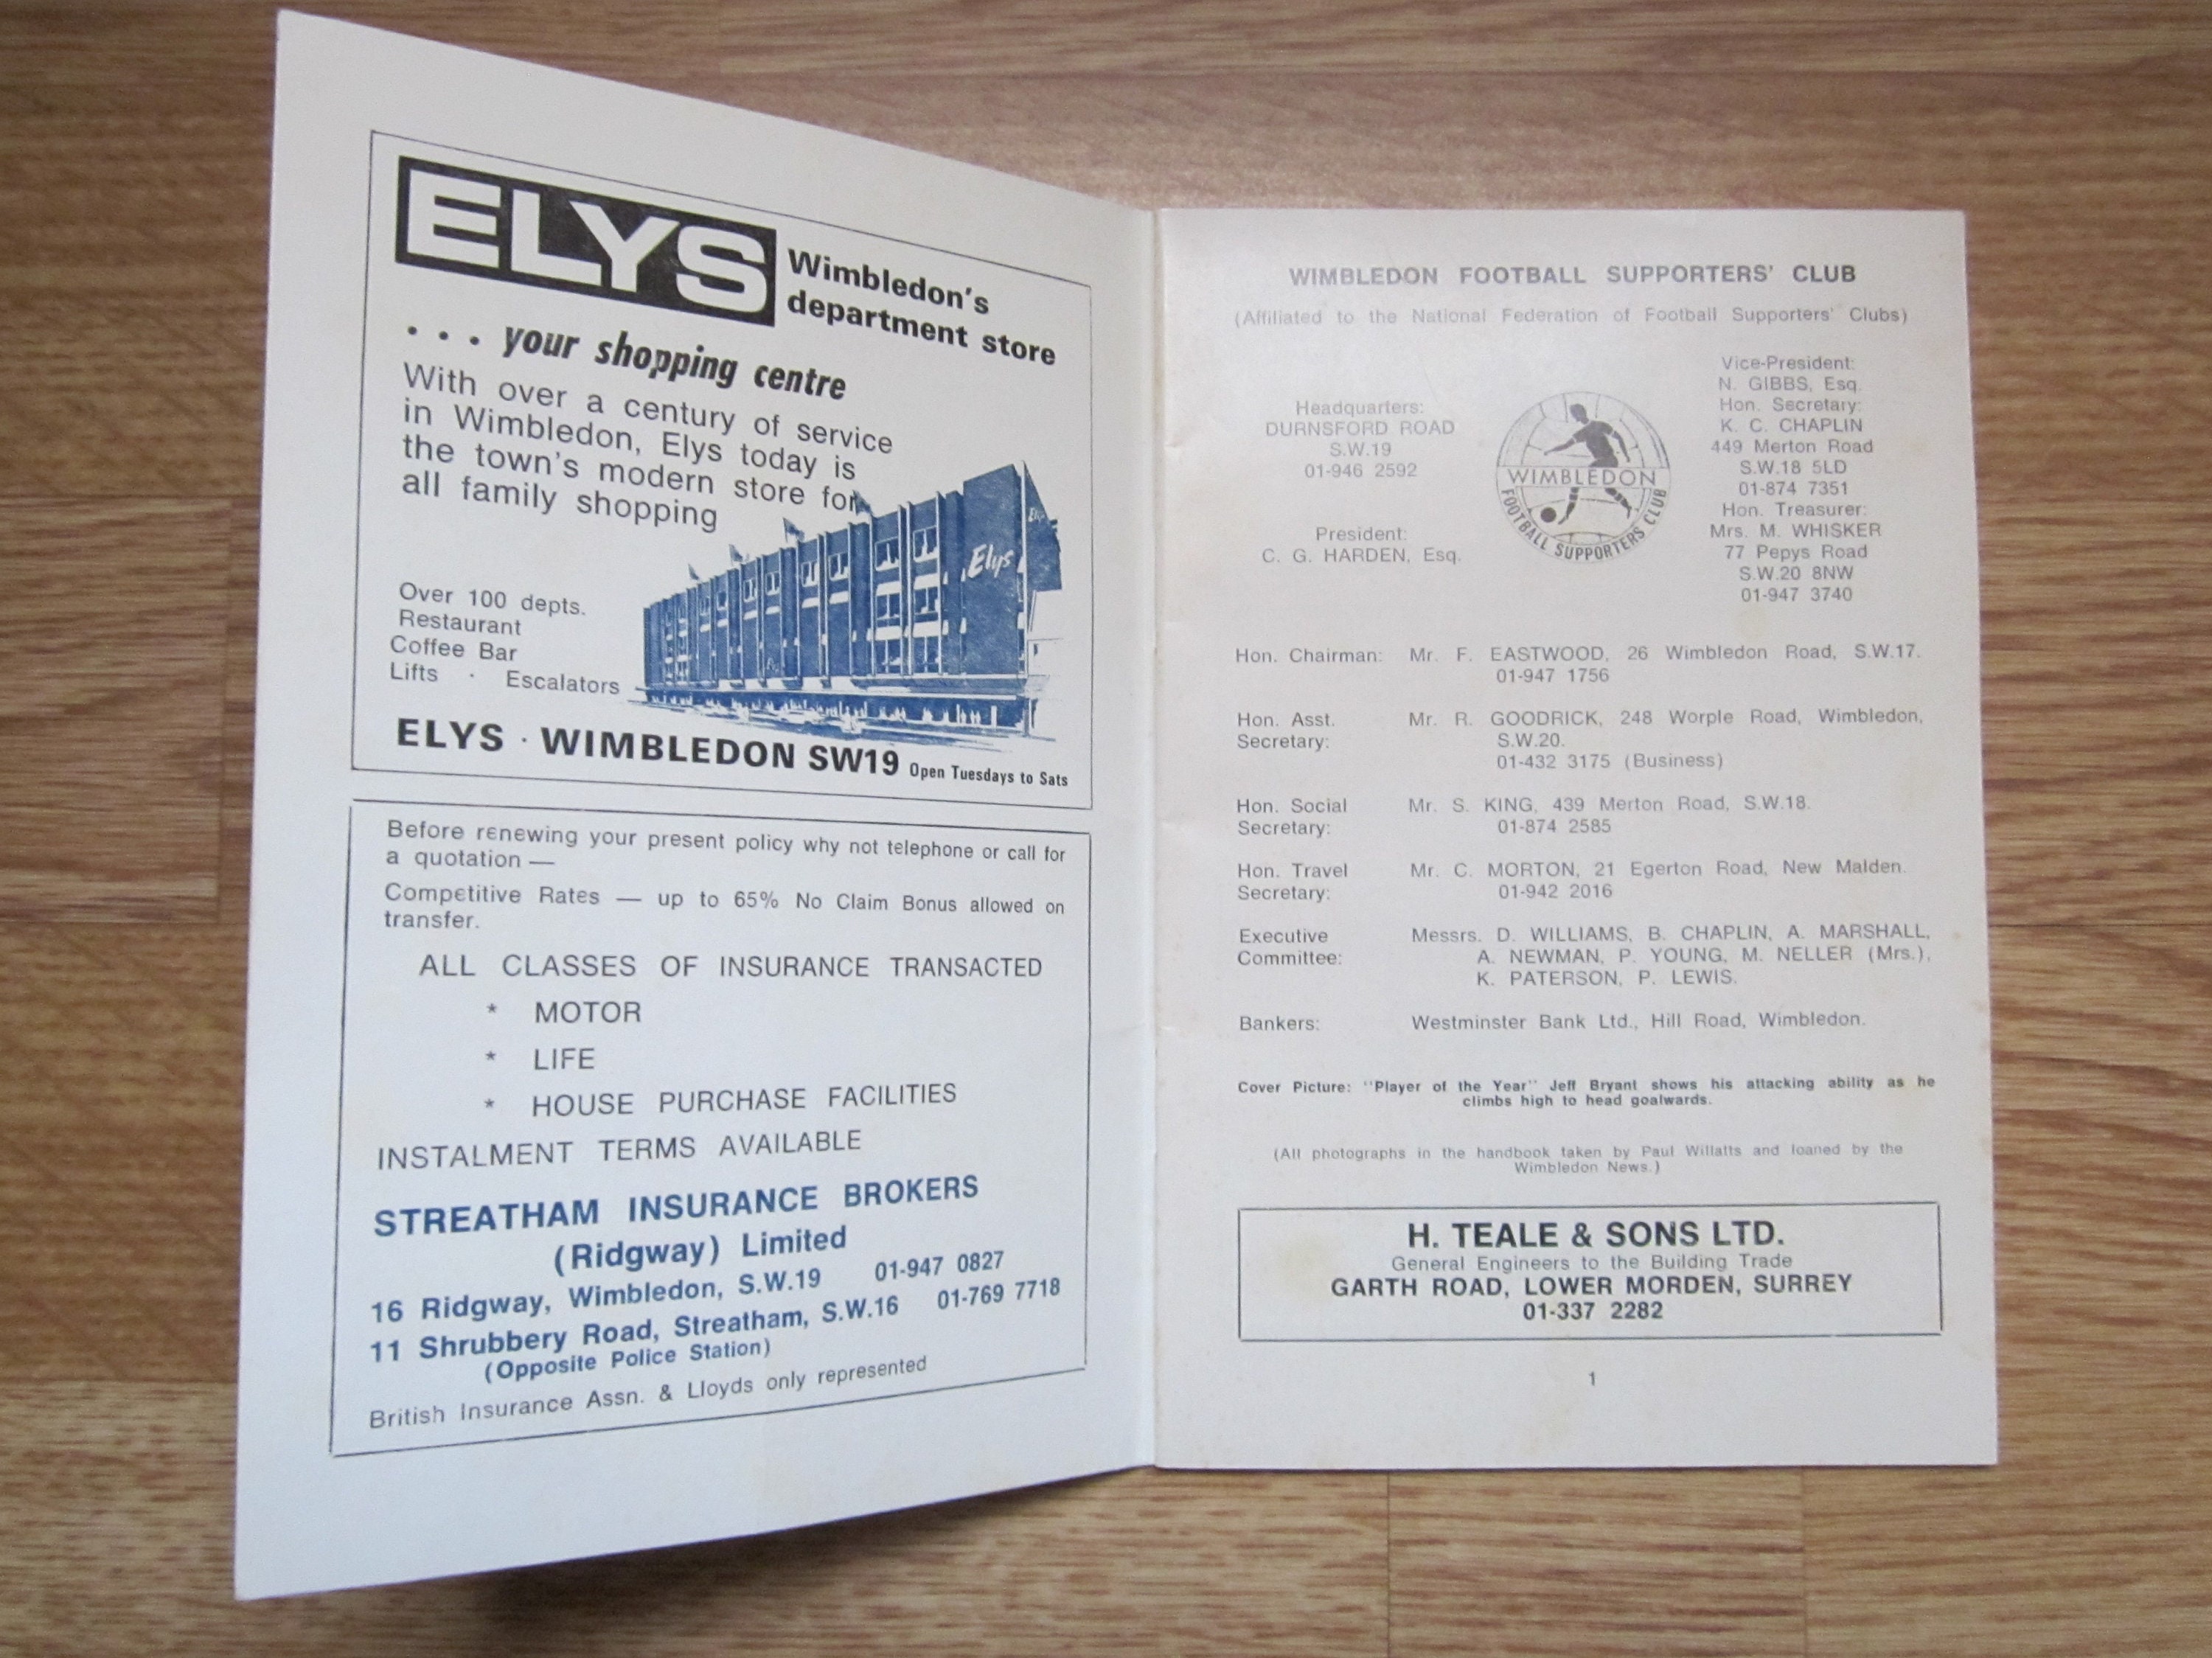 ELYS
Wimbledon's
department store
. . . your shopping centre
With over a century of service
in Wimbledon, Elys today is
the town's modern store for
all family shopping
Elys
Over 100 depts.
Restaurant
Coffee Bar
Lifts · Escalators
ELYS · WIMBLEDON SW19 Open Tuesdays to Sats
Before renewing your present policy why not telephone or call for
a quotation —
Competitive Rates — up to 65% No Claim Bonus allowed on
transfer.
ALL CLASSES OF INSURANCE TRANSACTED
* MOTOR
* LIFE
* HOUSE PURCHASE FACILITIES
INSTALMENT TERMS AVAILABLE
STREATHAM INSURANCE BROKERS
(Ridgway) Limited
16 Ridgway, Wimbledon, S.W.19 01-947 0827
11 Shrubbery Road, Streatham, S.W.16 01-769 7718
(Opposite Police Station)
British Insurance Assn. & Lloyds only represented
WIMBLEDON FOOTBALL SUPPORTERS' CLUB
(Affiliated to the National Federation of Football Supporters' Clubs)
Headquarters:
DURNSFORD ROAD
S.W.19
01-946 2592
President:
C. G. HARDEN, Esq.
WIMBLEDON
FOOTBALL SUPPORTERS CLUB
Vice-President:
N. GIBBS, Esq.
Hon. Secretary:
K. C. CHAPLIN
449 Merton Road
S.W.18 5LD
01-874 7351
Hon. Treasurer:
Mrs. M. WHISKER
77 Pepys Road
S.W.20 8NW
01-947 3740
Hon. Chairman: Mr. F. EASTWOOD, 26 Wimbledon Road, S.W.17.
01-947 1756
Hon. Asst. Mr. R. GOODRICK, 248 Worple Road, Wimbledon,
Secretary: S.W.20.
01-432 3175 (Business)
Hon. Social Mr. S. KING, 439 Merton Road, S.W.18.
Secretary: 01-874 2585
Hon. Travel Mr. C. MORTON, 21 Egerton Road, New Malden.
Secretary: 01-942 2016
Executive Messrs. D. WILLIAMS, B. CHAPLIN, A. MARSHALL,
Committee: A. NEWMAN, P. YOUNG, M. NELLER (Mrs.),
K. PATERSON, P. LEWIS.
Bankers: Westminster Bank Ltd., Hill Road, Wimbledon.
Cover Picture: "Player of the Year" Jeff Bryant shows his attacking ability as he
climbs high to head goalwards.
(All photographs in the handbook taken by Paul Willatts and loaned by the
Wimbledon News.)
H. TEALE & SONS LTD.
General Engineers to the Building Trade
GARTH ROAD, LOWER MORDEN, SURREY
01-337 2282
1